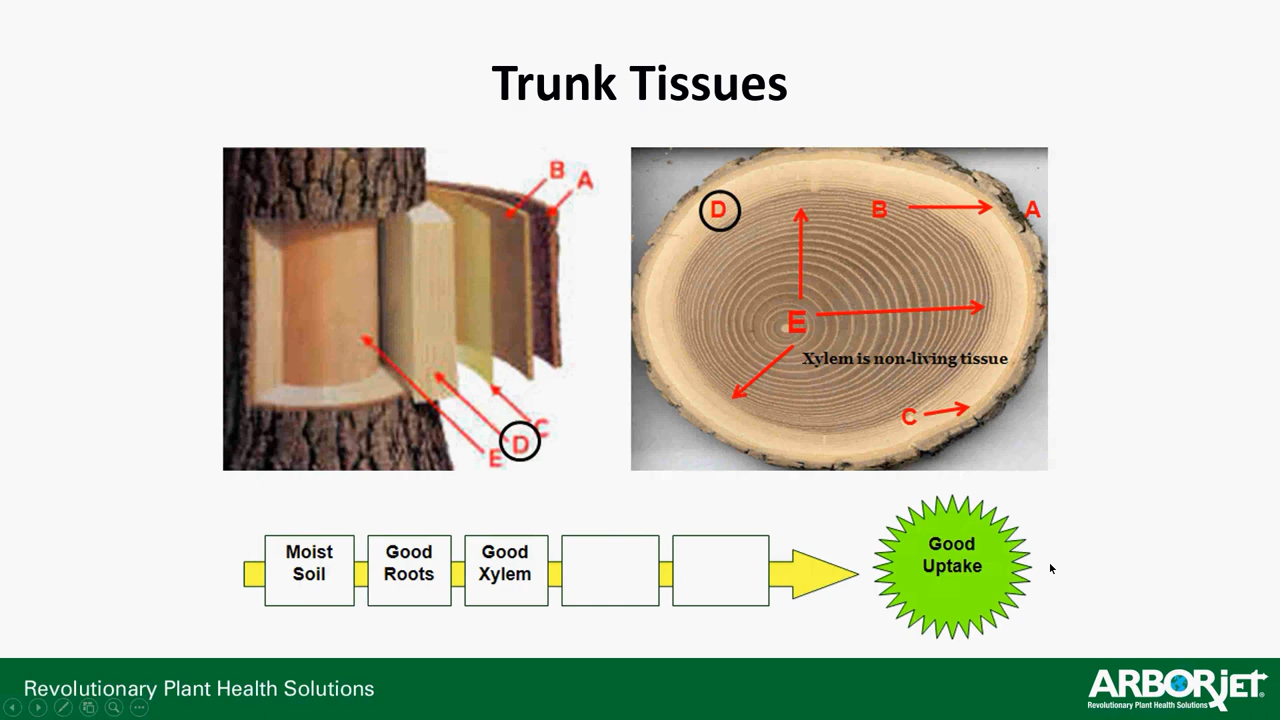 Trunk Tissues
B
A
C
D
E
D
B
A
E
Xylem is non-living tissue
C
Moist
Soil
Good
Roots
Good
Xylem
Good
Uptake
Revolutionary Plant Health Solutions
ARBORjet
Revolutionary Plant Health Solutions